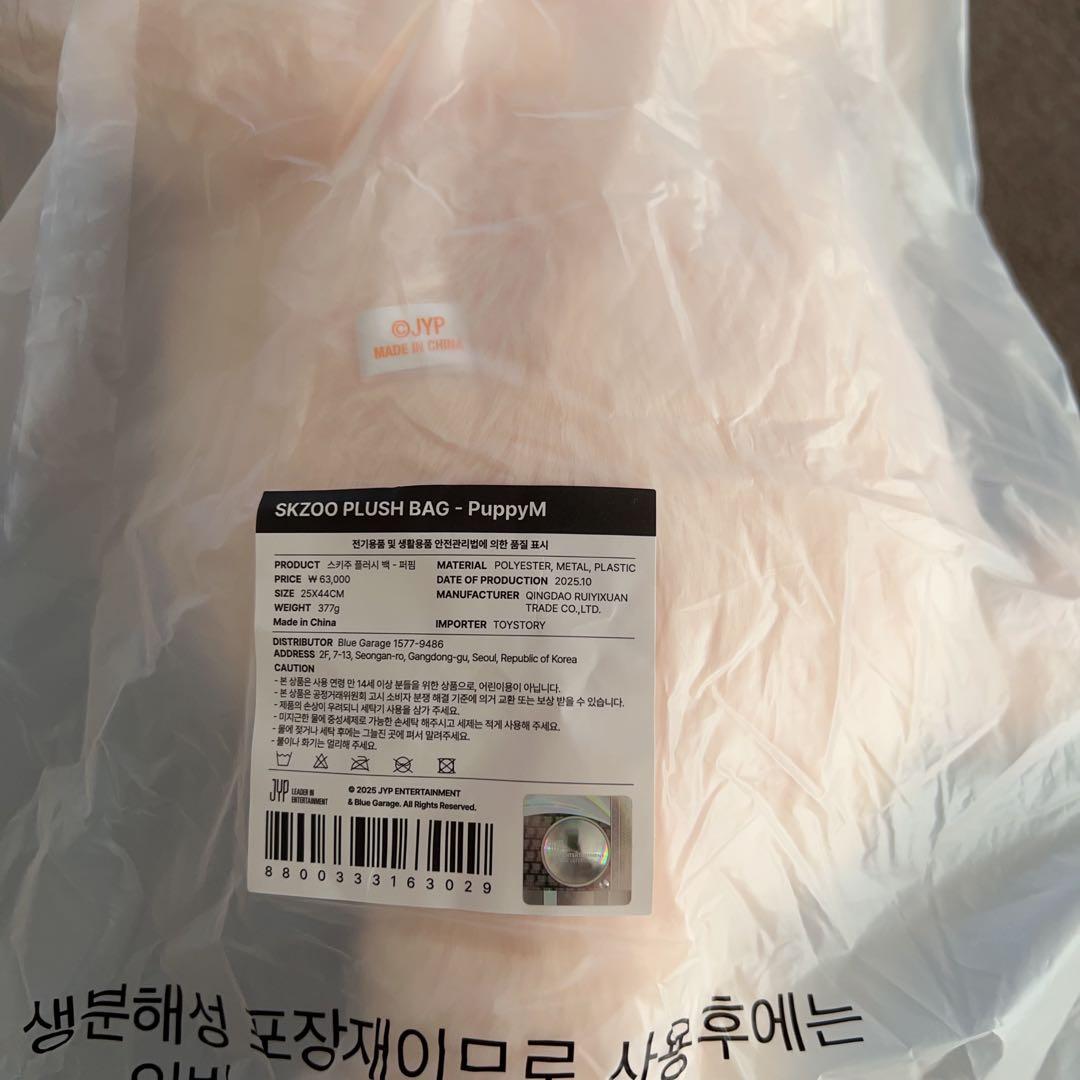 ©JYP
MADE IN CHINA
SKZOO PLUSH BAG - PuppyM
전기용품 및 생활용품 안전관리법에 의한 품질 표시
PRODUCT 스키주 플러시 백 - 퍼핌
PRICE ₩ 63,000
SIZE 25X44CM
WEIGHT 377g
Made in China
MATERIAL POLYESTER, METAL, PLASTIC
DATE OF PRODUCTION 2025.10
MANUFACTURER QINGDAO RUIYIXUAN
TRADE CO.,LTD.
IMPORTER TOYSTORY
DISTRIBUTOR Blue Garage 1577-9486
ADDRESS 2F, 7-13, Seongan-ro, Gangdong-gu, Seoul, Republic of Korea
CAUTION
- 본 상품은 사용 연령 만 14세 이상 분들을 위한 상품으로, 어린이용이 아닙니다.
- 본 상품은 공정거래위원회 고시 소비자 분쟁 해결 기준에 의거 교환 또는 보상 받을 수 있습니다.
- 제품의 손상이 우려되니 세탁기 사용을 삼가 주세요.
- 미지근한 물에 중성세제로 가능한 손세탁 해주시고 세제는 적게 사용해 주세요.
- 물에 젖거나 세탁 후에는 그늘진 곳에 펴서 말려주세요.
- 불이나 화기는 멀리해 주세요.
JYP LEADER IN
ENTERTAINMENT
© 2025 JYP ENTERTAINMENT
& Blue Garage. All Rights Reserved.
8800333163029
생분해성 포장재이므로 사용후에는